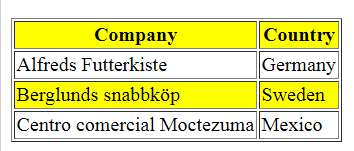 Company Country
Alfreds Futterkiste Germany
Berglunds snabbköp Sweden
Centro comercial Moctezuma Mexico